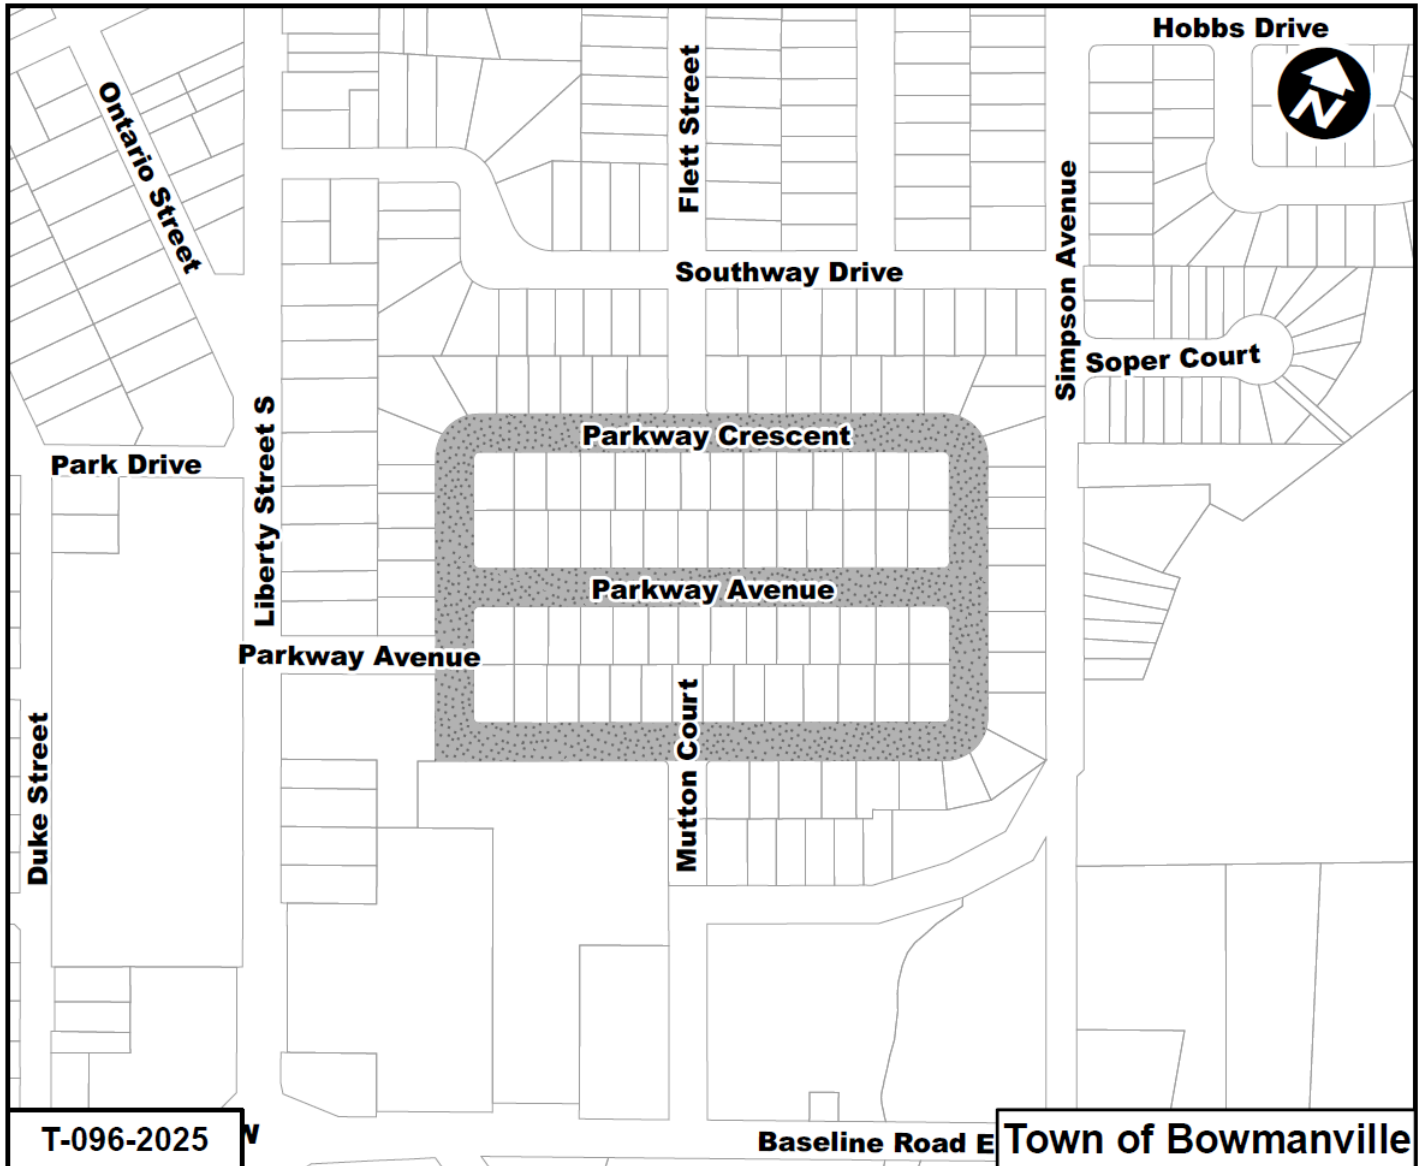 Hobbs Drive
N
Ontario Street
Flett Street
Simpson Avenue
Southway Drive
Soper Court
Parkway Crescent
Park Drive
Liberty Street S
Parkway Avenue
Parkway Avenue
Mutton Court
Duke Street
T-096-2025
W
Baseline Road E
Town of Bowmanville